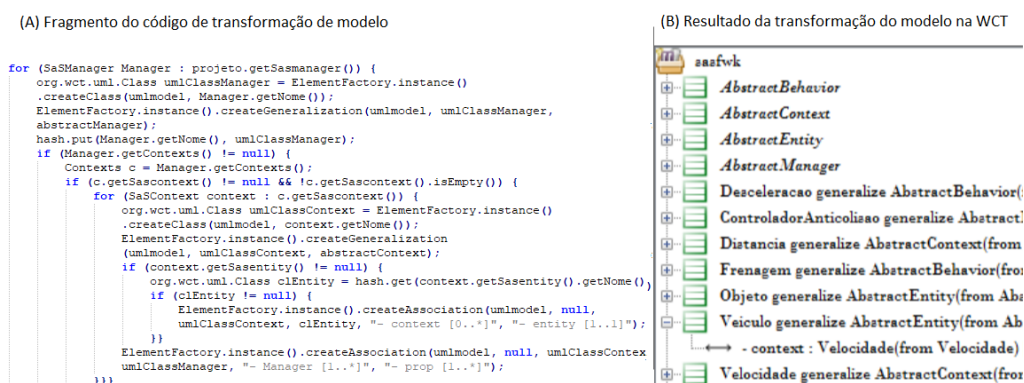 (A) Fragmento do código de transformação de modelo
for (SaSManager Manager : projeto.getSasmanager()) {
org.wct.uml.Class umlClassManager = ElementFactory.instance()
.createClass(umlmodel, Manager.getNome());
ElementFactory.instance().createGeneralization(umlmodel, umlClassManager,
abstractManager);
hash.put(Manager.getNome(), umlClassManager);
if (Manager.getContexts() != null) {
Contexts c = Manager.getContexts();
if (c.getSascontext() != null && !c.getSascontext().isEmpty()) {
for (SaSContext context : c.getSascontext()) {
org.wct.uml.Class umlClassContext = ElementFactory.instance()
.createClass(umlmodel, context.getNome());
ElementFactory.instance().createGeneralization
(umlmodel, umlClassContext, abstractContext);
if (context.getSasentity() != null) {
org.wct.uml.Class clEntity = hash.get(context.getSasentity().getNome())
if (clEntity != null) {
ElementFactory.instance().createAssociation(umlmodel, null,
umlClassContext, clEntity, "- context [0..*]", "- entity [1..1]");
}}
ElementFactory.instance().createAssociation(umlmodel, null, umlClassContex
umlClassManager, "- Manager [1..*]", "- prop [1..*]");
}}}
(B) Resultado da transformação do modelo na WCT
sasfwk
AbstractBehavior
AbstractContext
AbstractEntity
AbstractManager
Desceleracao generalize AbstractBehavior(
ControladorAnticolisao generalize Abstract
Distancia generalize AbstractContext(from
Frenagem generalize AbstractBehavior(fro
Objeto generalize AbstractEntity(from Aba
Veiculo generalize AbstractEntity(from Ab
- context : Velocidade(from Velocidade)
Velocidade generalize AbstractContext(fro